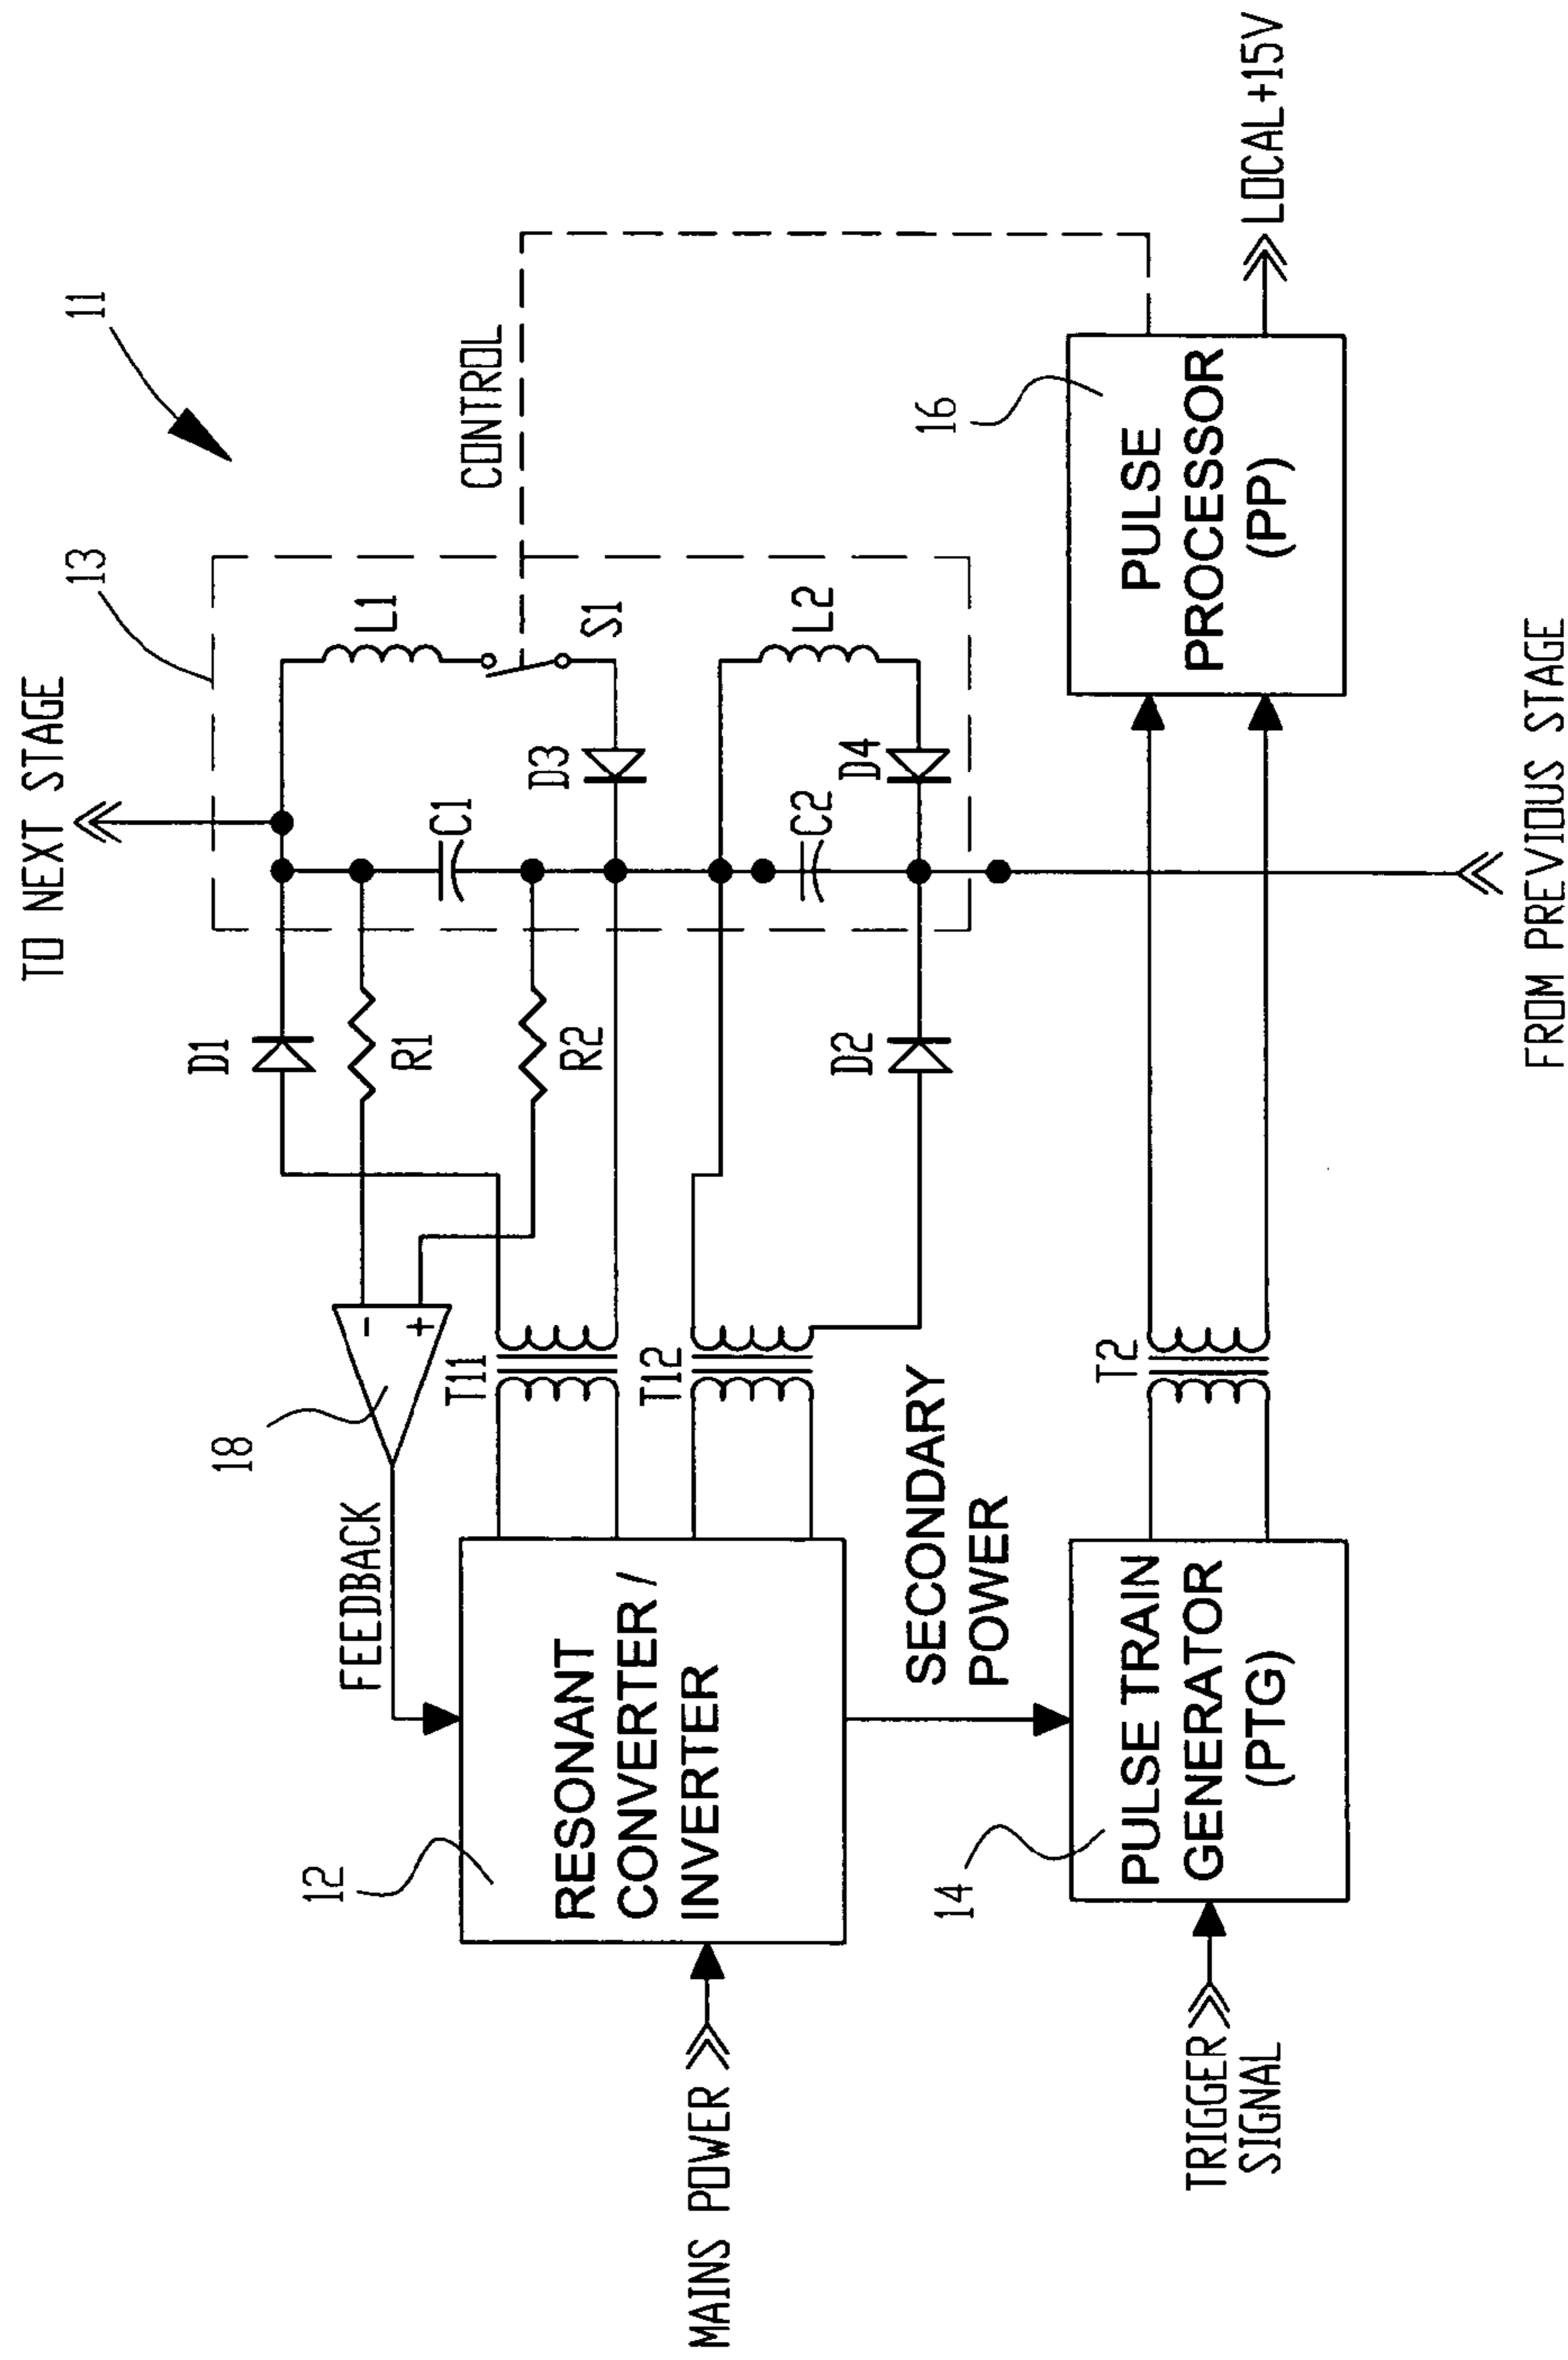 11
13
TO NEXT STAGE
CONTROL
L1
S1
L2
D3
D4
C1
C2
D1
R1
R2
D2
18
-
+
FEEDBACK
T11
T12
T2
12
RESONANT
CONVERTER /
INVERTER
SECONDARY
POWER
MAINS POWER
14
PULSE TRAIN
GENERATOR
(PTG)
TRIGGER
SIGNAL
16
PULSE
PROCESSOR
(PP)
LOCAL+15V
FROM PREVIOUS STAGE